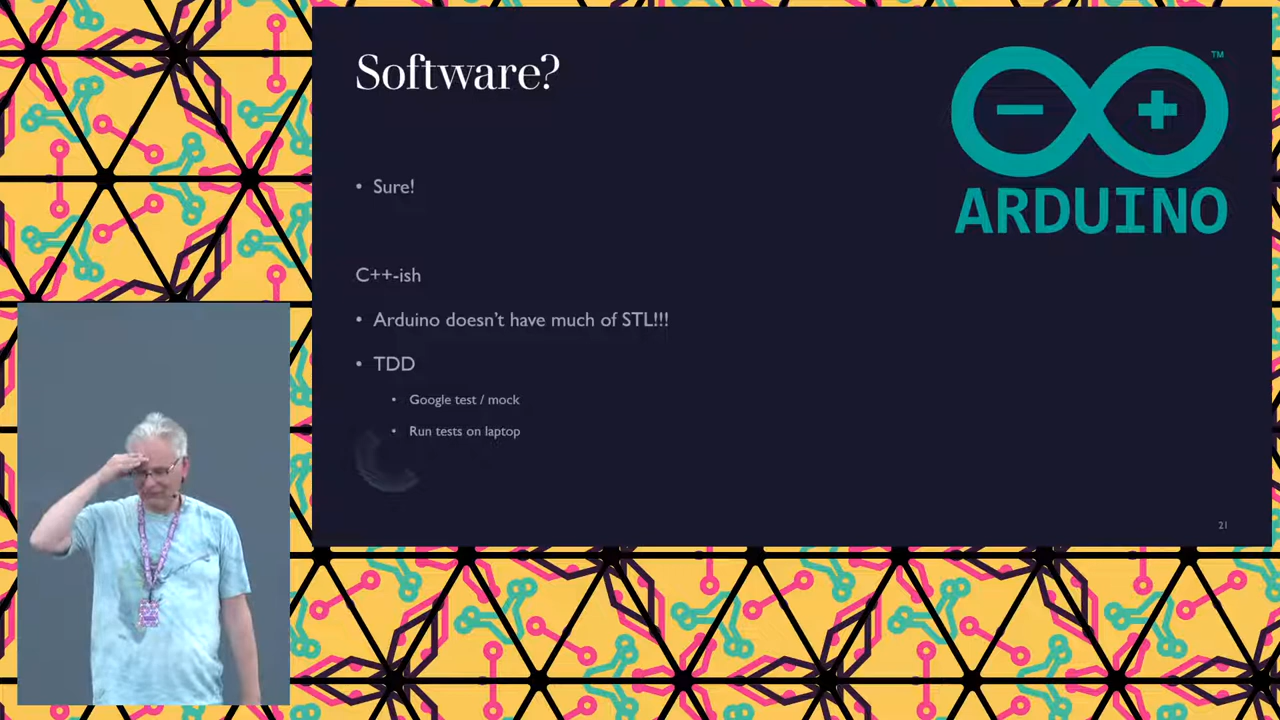 Software?
™
ARDUINO
• Sure!
C++-ish
• Arduino doesn't have much of STL!!!
• TDD
• Google test / mock
• Run tests on laptop
21